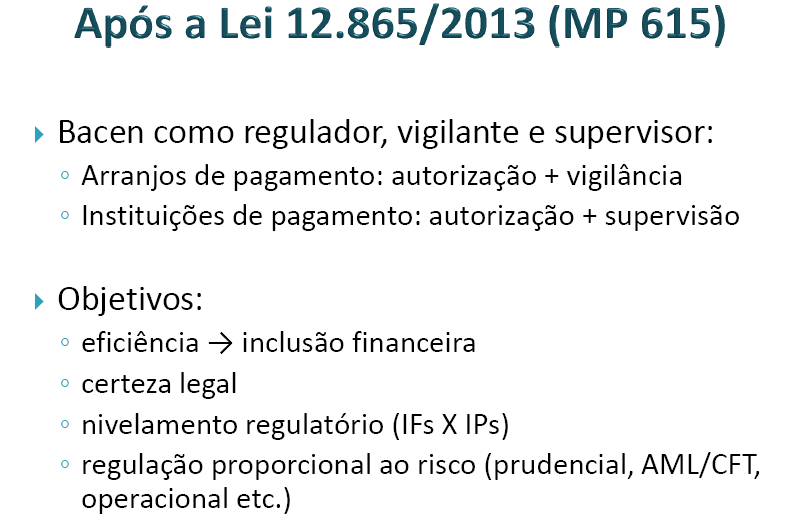 Após a Lei 12.865/2013 (MP 615)
Bacen como regulador, vigilante e supervisor:
Arranjos de pagamento: autorização + vigilância
Instituições de pagamento: autorização + supervisão
Objetivos:
eficiência → inclusão financeira
certeza legal
nivelamento regulatório (IFs X IPs)
regulação proporcional ao risco (prudencial, AML/CFT,
operacional etc.)